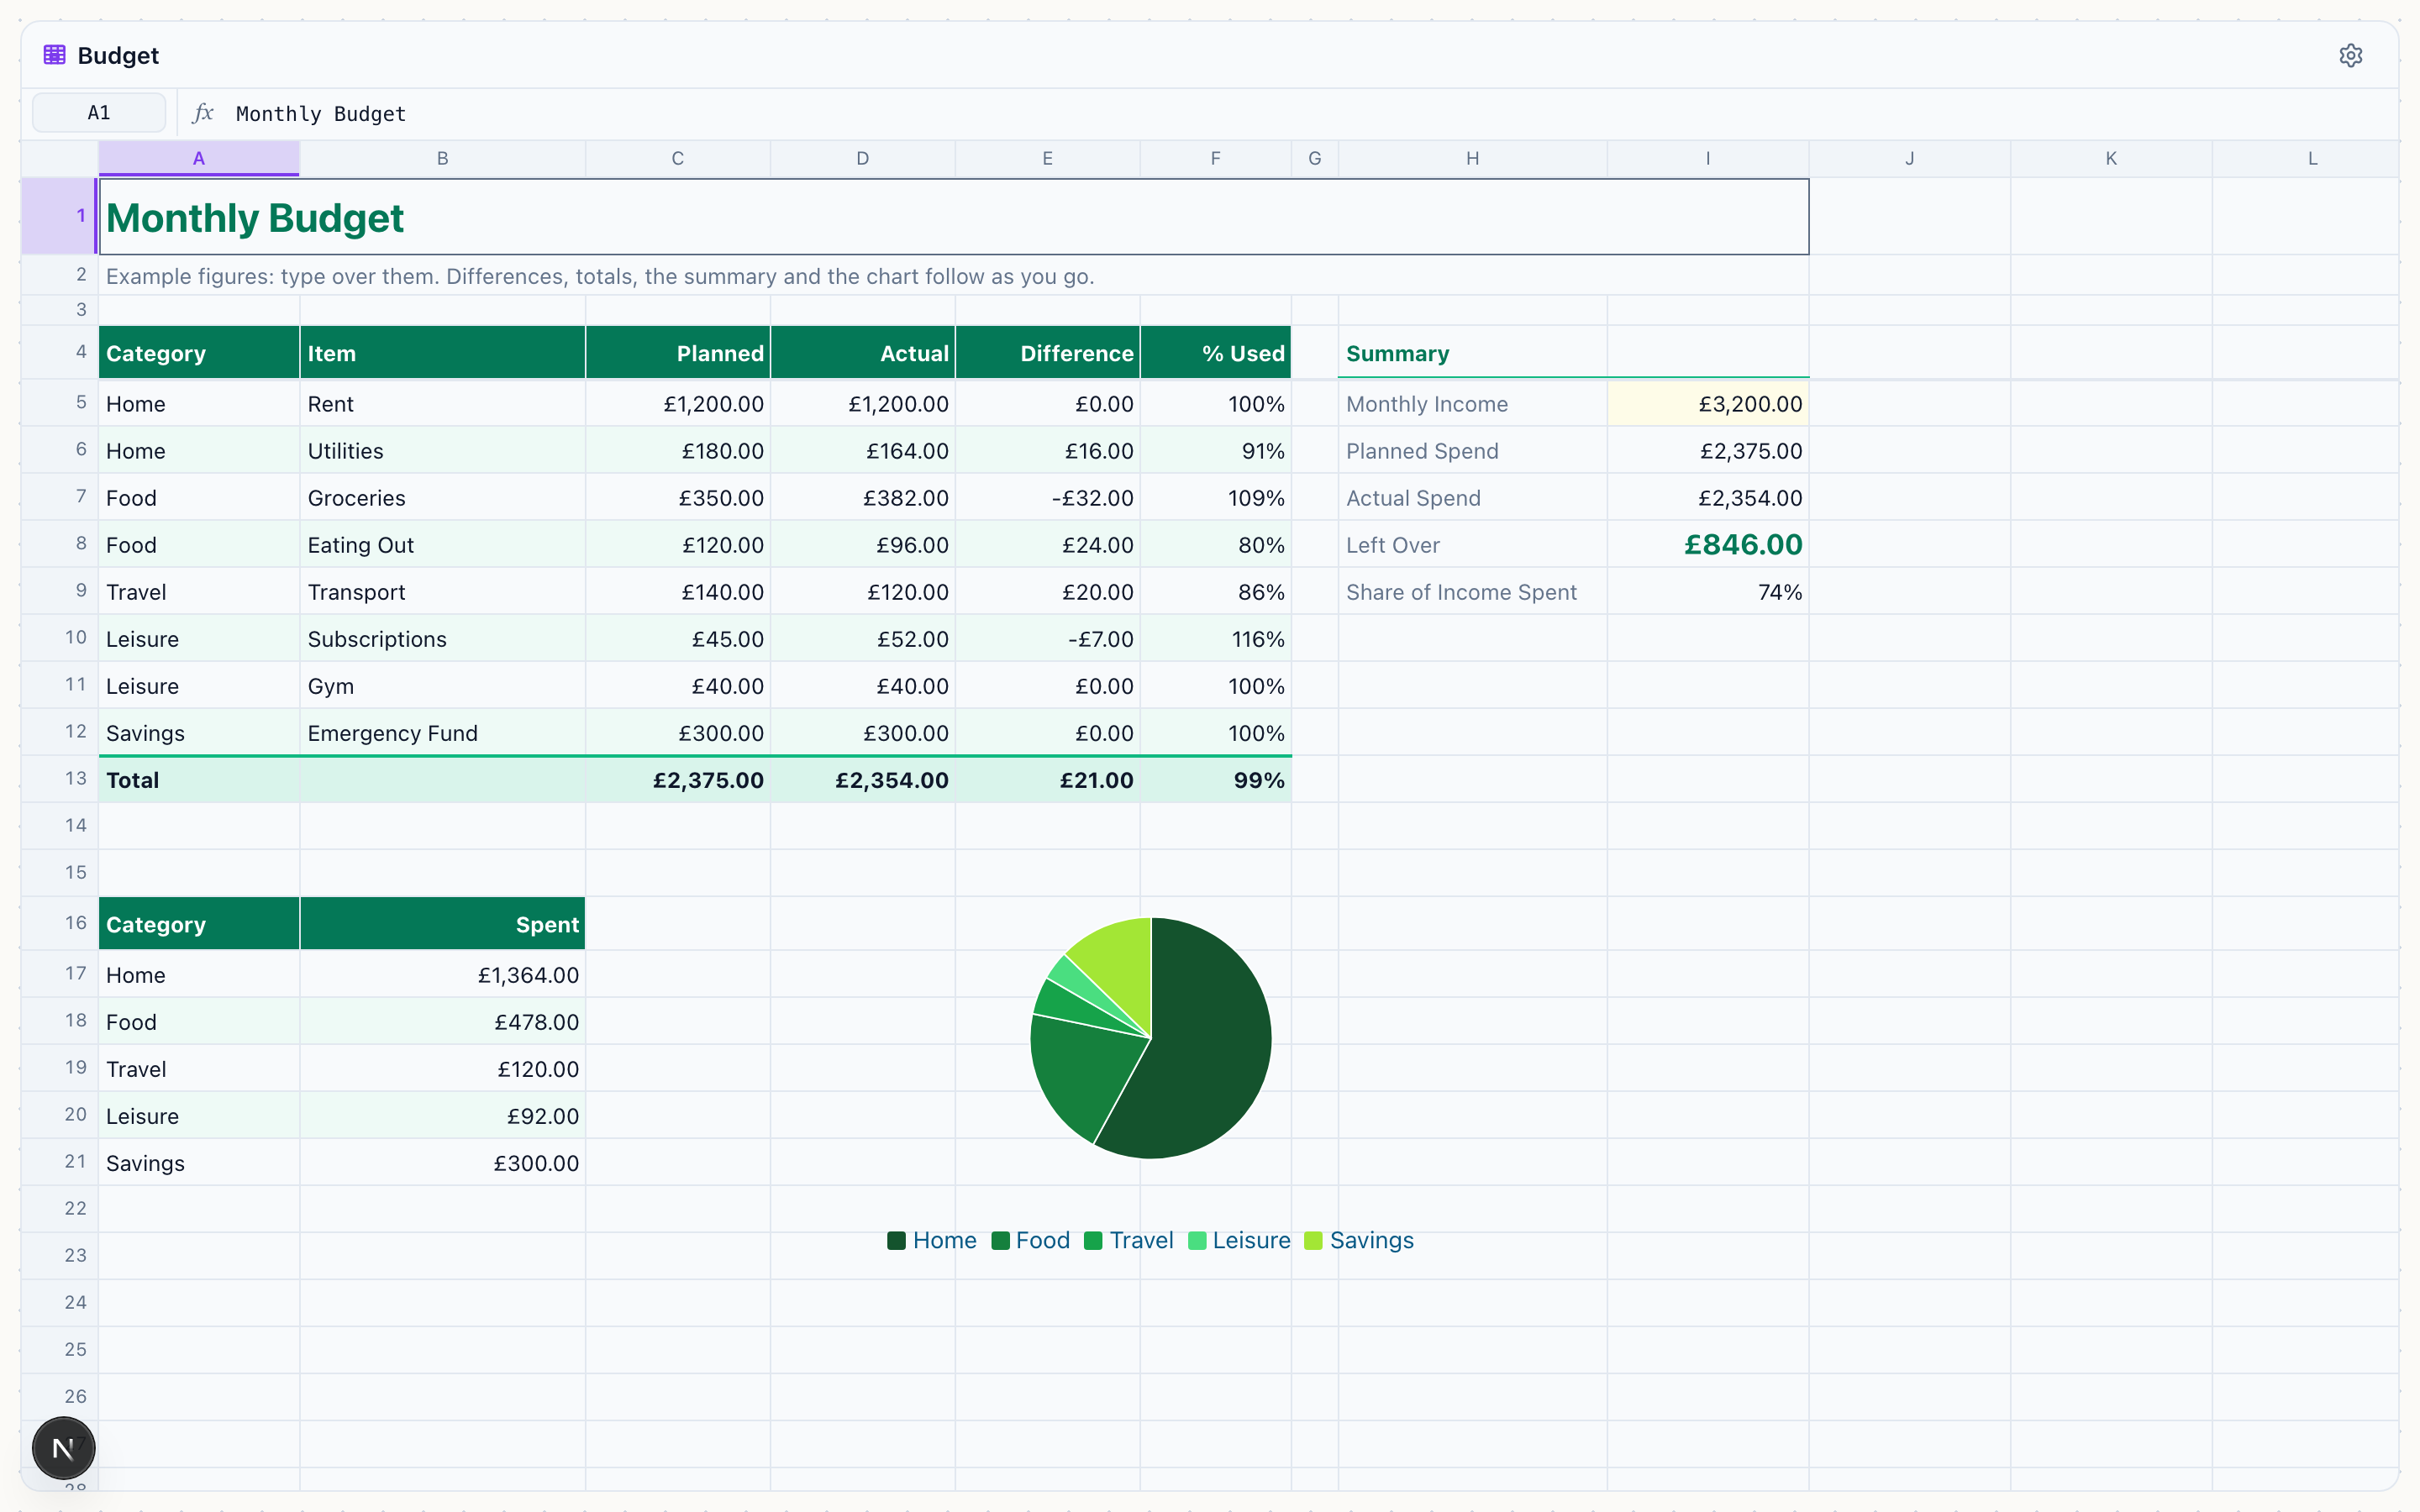 Budget
A1 fx Monthly Budget
A B C D E F G H I J K L
1 Monthly Budget
2 Example figures: type over them. Differences, totals, the summary and the chart follow as you go.
3
4 Category Item Planned Actual Difference % Used Summary
5 Home Rent £1,200.00 £1,200.00 £0.00 100% Monthly Income £3,200.00
6 Home Utilities £180.00 £164.00 £16.00 91% Planned Spend £2,375.00
7 Food Groceries £350.00 £382.00 -£32.00 109% Actual Spend £2,354.00
8 Food Eating Out £120.00 £96.00 £24.00 80% Left Over £846.00
9 Travel Transport £140.00 £120.00 £20.00 86% Share of Income Spent 74%
10 Leisure Subscriptions £45.00 £52.00 -£7.00 116%
11 Leisure Gym £40.00 £40.00 £0.00 100%
12 Savings Emergency Fund £300.00 £300.00 £0.00 100%
13 Total £2,375.00 £2,354.00 £21.00 99%
14
15
16 Category Spent
17 Home £1,364.00
18 Food £478.00
19 Travel £120.00
20 Leisure £92.00
21 Savings £300.00
22
23 Home Food Travel Leisure Savings
24
25
26
N
28